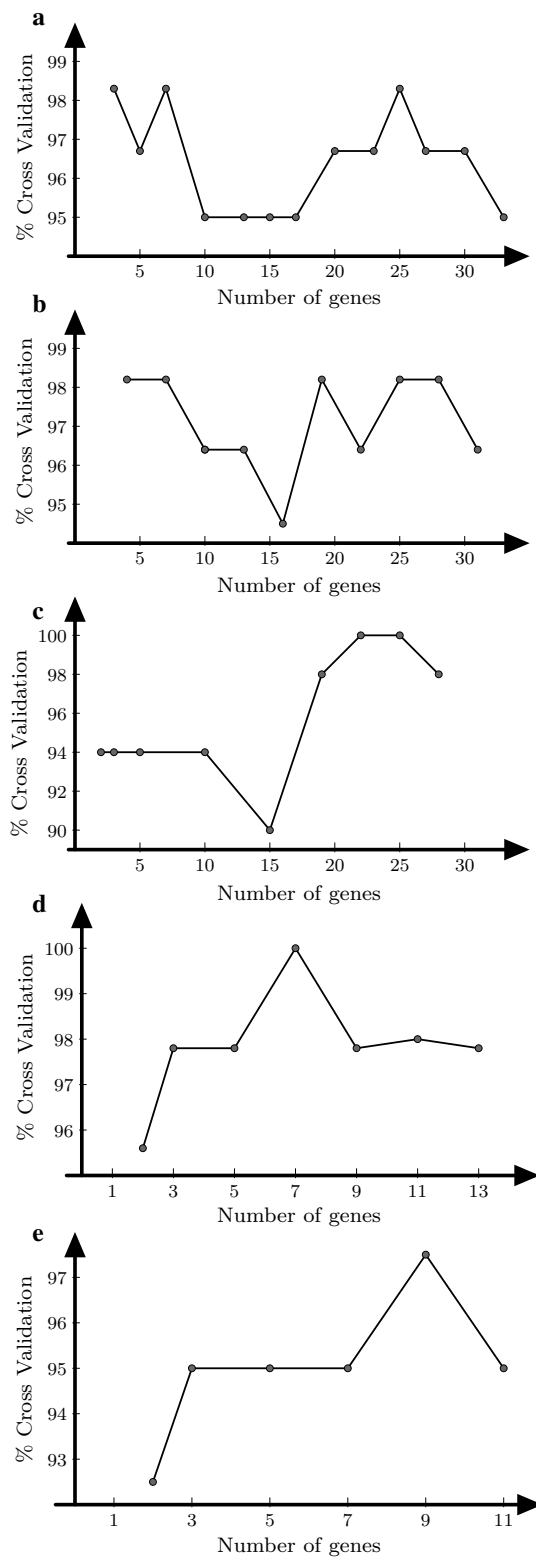 a
% Cross Validation
99
98
97
96
95
5 10 15 20 25 30
Number of genes
b
% Cross Validation
99
98
97
96
95
5 10 15 20 25 30
Number of genes
c
% Cross Validation
100
98
96
94
92
90
5 10 15 20 25 30
Number of genes
d
% Cross Validation
100
99
98
97
96
1 3 5 7 9 11 13
Number of genes
e
% Cross Validation
97
96
95
94
93
1 3 5 7 9 11
Number of genes